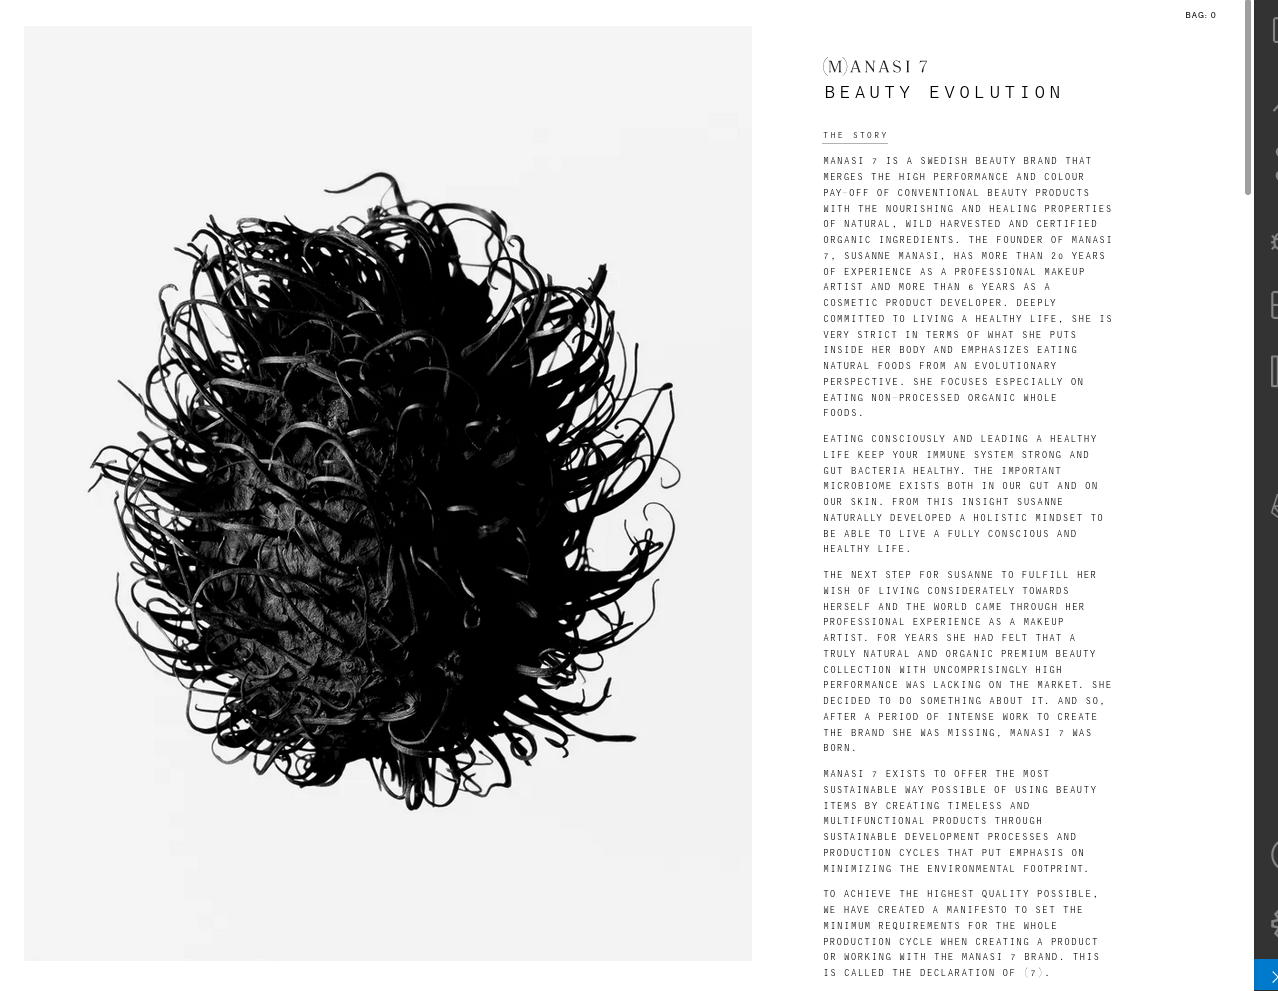 BAG: 0
(M)ANASI 7
BEAUTY EVOLUTION
THE STORY
MANASI 7 IS A SWEDISH BEAUTY BRAND THAT
MERGES THE HIGH PERFORMANCE AND COLOUR
PAY-OFF OF CONVENTIONAL BEAUTY PRODUCTS
WITH THE NOURISHING AND HEALING PROPERTIES
OF NATURAL, WILD HARVESTED AND CERTIFIED
ORGANIC INGREDIENTS. THE FOUNDER OF MANASI
7, SUSANNE MANASI, HAS MORE THAN 20 YEARS
OF EXPERIENCE AS A PROFESSIONAL MAKEUP
ARTIST AND MORE THAN 6 YEARS AS A
COSMETIC PRODUCT DEVELOPER. DEEPLY
COMMITTED TO LIVING A HEALTHY LIFE, SHE IS
VERY STRICT IN TERMS OF WHAT SHE PUTS
INSIDE HER BODY AND EMPHASIZES EATING
NATURAL FOODS FROM AN EVOLUTIONARY
PERSPECTIVE. SHE FOCUSES ESPECIALLY ON
EATING NON-PROCESSED ORGANIC WHOLE
FOODS.
EATING CONSCIOUSLY AND LEADING A HEALTHY
LIFE KEEP YOUR IMMUNE SYSTEM STRONG AND
GUT BACTERIA HEALTHY. THE IMPORTANT
MICROBIOME EXISTS BOTH IN OUR GUT AND ON
OUR SKIN. FROM THIS INSIGHT SUSANNE
NATURALLY DEVELOPED A HOLISTIC MINDSET TO
BE ABLE TO LIVE A FULLY CONSCIOUS AND
HEALTHY LIFE.
THE NEXT STEP FOR SUSANNE TO FULFILL HER
WISH OF LIVING CONSIDERATELY TOWARDS
HERSELF AND THE WORLD CAME THROUGH HER
PROFESSIONAL EXPERIENCE AS A MAKEUP
ARTIST. FOR YEARS SHE HAD FELT THAT A
TRULY NATURAL AND ORGANIC PREMIUM BEAUTY
COLLECTION WITH UNCOMPRISINGLY HIGH
PERFORMANCE WAS LACKING ON THE MARKET. SHE
DECIDED TO DO SOMETHING ABOUT IT. AND SO,
AFTER A PERIOD OF INTENSE WORK TO CREATE
THE BRAND SHE WAS MISSING, MANASI 7 WAS
BORN.
MANASI 7 EXISTS TO OFFER THE MOST
SUSTAINABLE WAY POSSIBLE OF USING BEAUTY
ITEMS BY CREATING TIMELESS AND
MULTIFUNCTIONAL PRODUCTS THROUGH
SUSTAINABLE DEVELOPMENT PROCESSES AND
PRODUCTION CYCLES THAT PUT EMPHASIS ON
MINIMIZING THE ENVIRONMENTAL FOOTPRINT.
TO ACHIEVE THE HIGHEST QUALITY POSSIBLE,
WE HAVE CREATED A MANIFESTO TO SET THE
MINIMUM REQUIREMENTS FOR THE WHOLE
PRODUCTION CYCLE WHEN CREATING A PRODUCT
OR WORKING WITH THE MANASI 7 BRAND. THIS
IS CALLED THE DECLARATION OF (7).